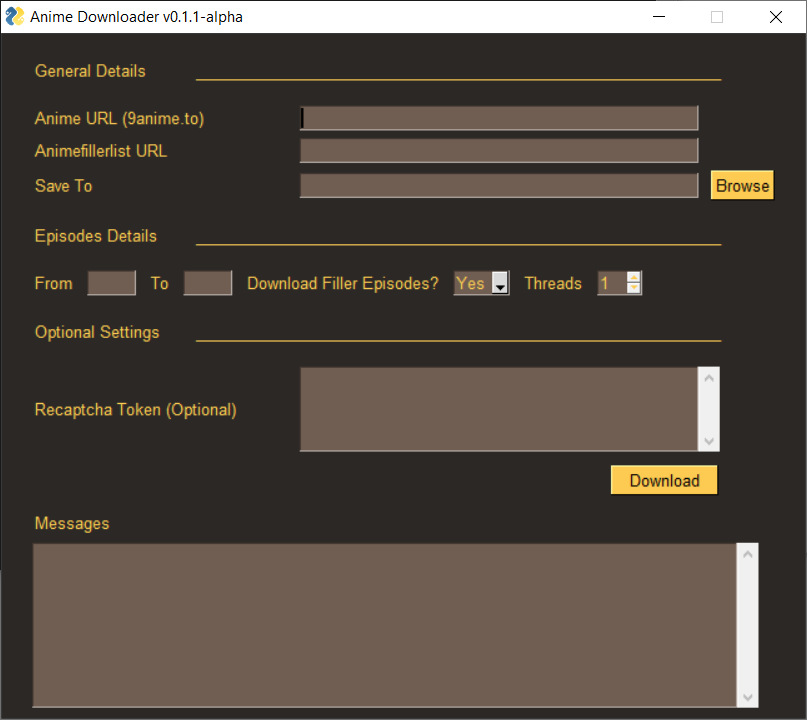 Anime Downloader v0.1.1-alpha
General Details
Anime URL (9anime.to)
Animefillerlist URL
Save To Browse
Episodes Details
From To Download Filler Episodes? Yes Threads 1
Optional Settings
Recaptcha Token (Optional)
Download
Messages